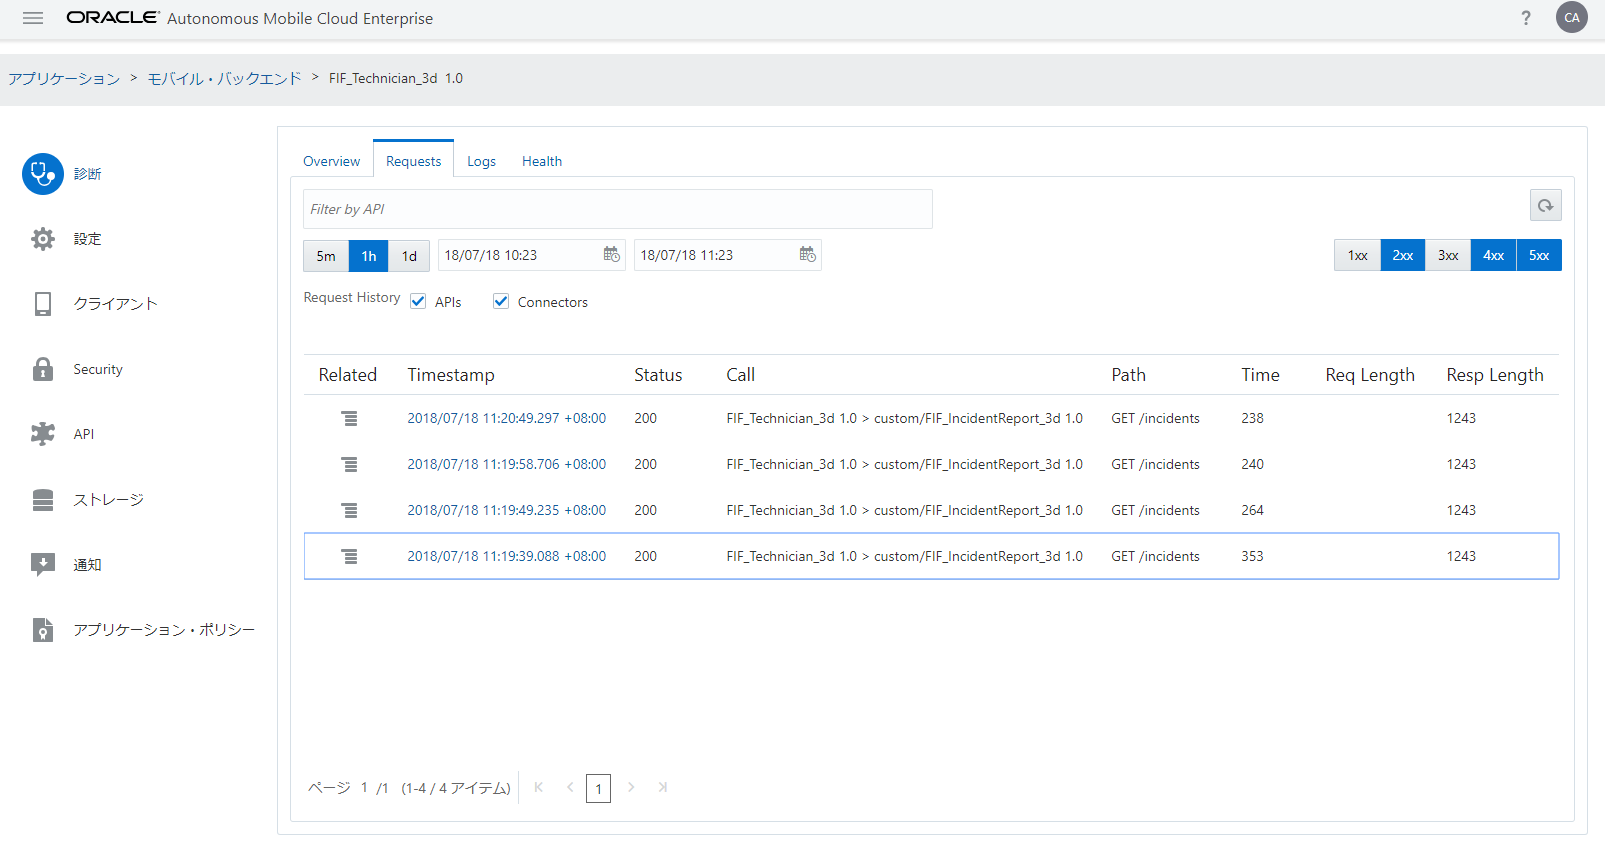 ORACLE® Autonomous Mobile Cloud Enterprise ? CA
アプリケーション > モバイル・バックエンド > FIF_Technician_3d 1.0
診断
設定
クライアント
Security
API
ストレージ
通知
アプリケーション・ポリシー
Overview Requests Logs Health
Filter by API
5m 1h 1d 18/07/18 10:23 18/07/18 11:23 1xx 2xx 3xx 4xx 5xx
Request History APIs Connectors
Related Timestamp Status Call Path Time Req Length Resp Length
2018/07/18 11:20:49.297 +08:00 200 FIF_Technician_3d 1.0 > custom/FIF_IncidentReport_3d 1.0 GET /incidents 238 1243
2018/07/18 11:19:58.706 +08:00 200 FIF_Technician_3d 1.0 > custom/FIF_IncidentReport_3d 1.0 GET /incidents 240 1243
2018/07/18 11:19:49.235 +08:00 200 FIF_Technician_3d 1.0 > custom/FIF_IncidentReport_3d 1.0 GET /incidents 264 1243
2018/07/18 11:19:39.088 +08:00 200 FIF_Technician_3d 1.0 > custom/FIF_IncidentReport_3d 1.0 GET /incidents 353 1243
ページ 1 /1 (1-4 / 4 アイテム) 1